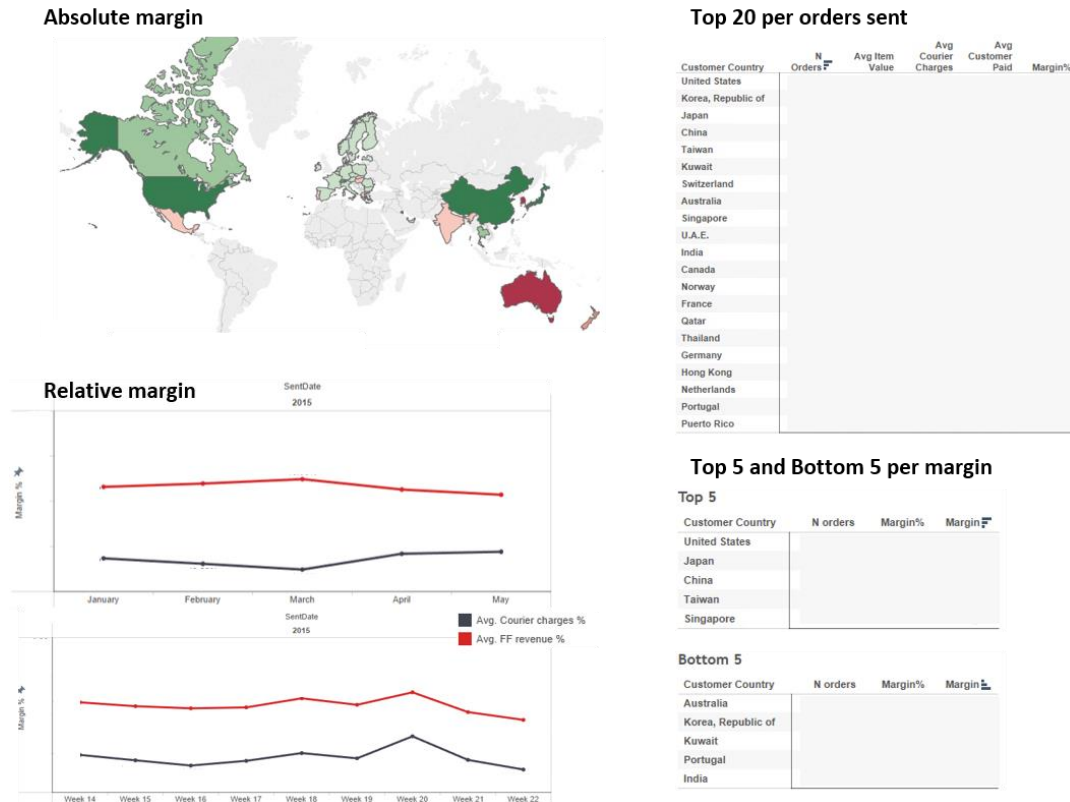 Absolute margin
Top 20 per orders sent
Customer Country N Orders Avg Item Value Avg Courier Charges Avg Customer Paid Margin%
United States
Korea, Republic of
Japan
China
Taiwan
Kuwait
Switzerland
Australia
Singapore
U.A.E.
India
Canada
Norway
France
Qatar
Thailand
Germany
Hong Kong
Netherlands
Portugal
Puerto Rico
Relative margin
SentDate
2015
Margin %
January February March April May
SentDate
2015
Avg. Courier charges %
Avg. FF revenue %
Margin %
Week 14 Week 15 Week 16 Week 17 Week 18 Week 19 Week 20 Week 21 Week 22
Top 5 and Bottom 5 per margin
Top 5
Customer Country N orders Margin% Margin
United States
Japan
China
Taiwan
Singapore
Bottom 5
Customer Country N orders Margin% Margin
Australia
Korea, Republic of
Kuwait
Portugal
India